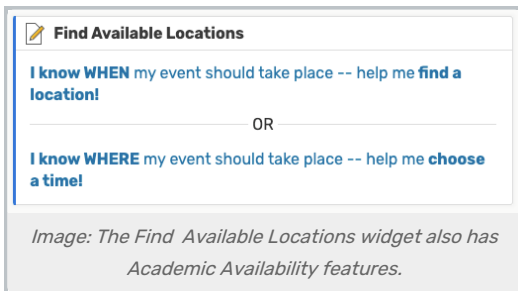 Find Available Locations
I know WHEN my event should take place -- help me find a
location!
OR
I know WHERE my event should take place -- help me choose
a time!
Image: The Find Available Locations widget also has
Academic Availability features.